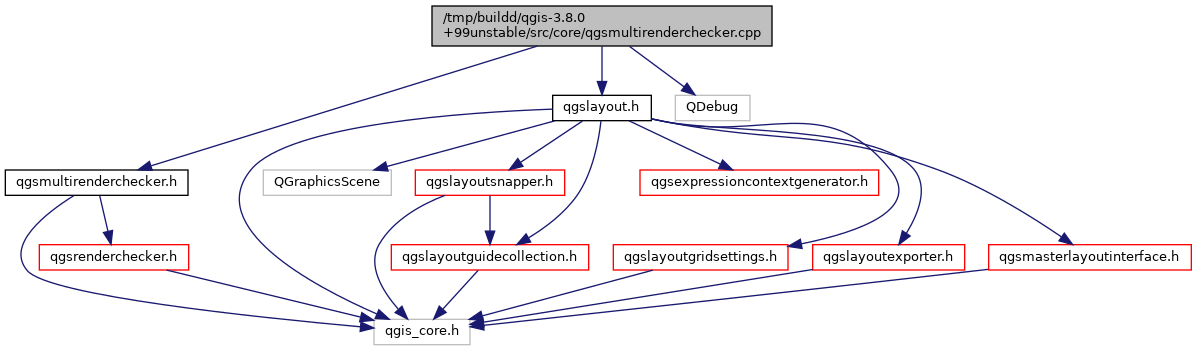 /tmp/buildd/qgis-3.8.0
+99unstable/src/core/qgsmultirenderchecker.cpp
qgslayout.h
QDebug
qgsmultirenderchecker.h
QGraphicsScene
qgslayoutsnapper.h
qgsexpressioncontextgenerator.h
qgsrenderchecker.h
qgslayoutguidecollection.h
qgslayoutgridsettings.h
qgslayoutexporter.h
qgsmasterlayoutinterface.h
qgis_core.h